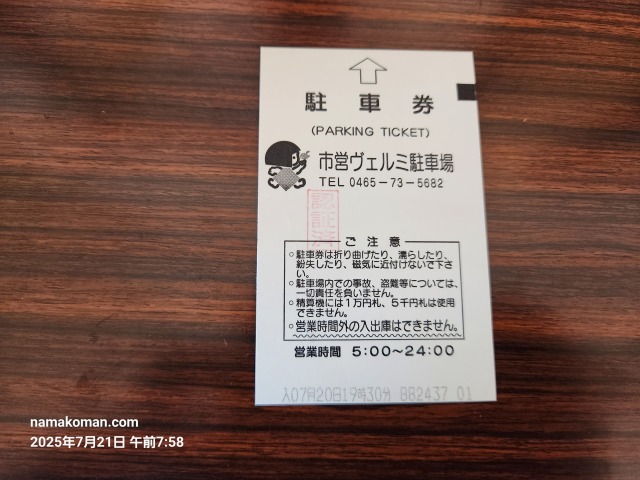 駐車券
(PARKING TICKET)
市営ヴェルミ駐車場
TEL 0465－73－5682
認証済
ご注意
○駐車券は折り曲げたり、濡らしたり、
紛失したり、磁気に近付けないで下さ
い。
○駐車場内での事故、盗難等については、
一切責任を負いません。
○精算機には1万円札、5千円札は使用
できません。
○営業時間外の入出庫はできません。
営業時間 5:00～24:00
入07月20日19時30分 BB2437 01
namakoman.com
2025年7月21日 午前7:58